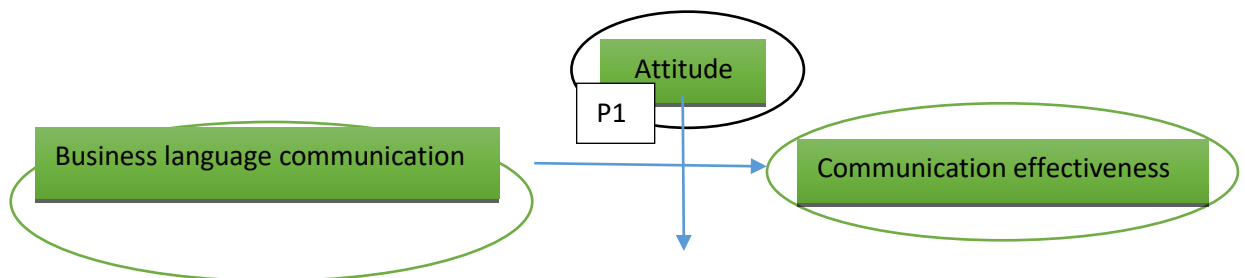 Attitude
P1
Business language communication
Communication effectiveness